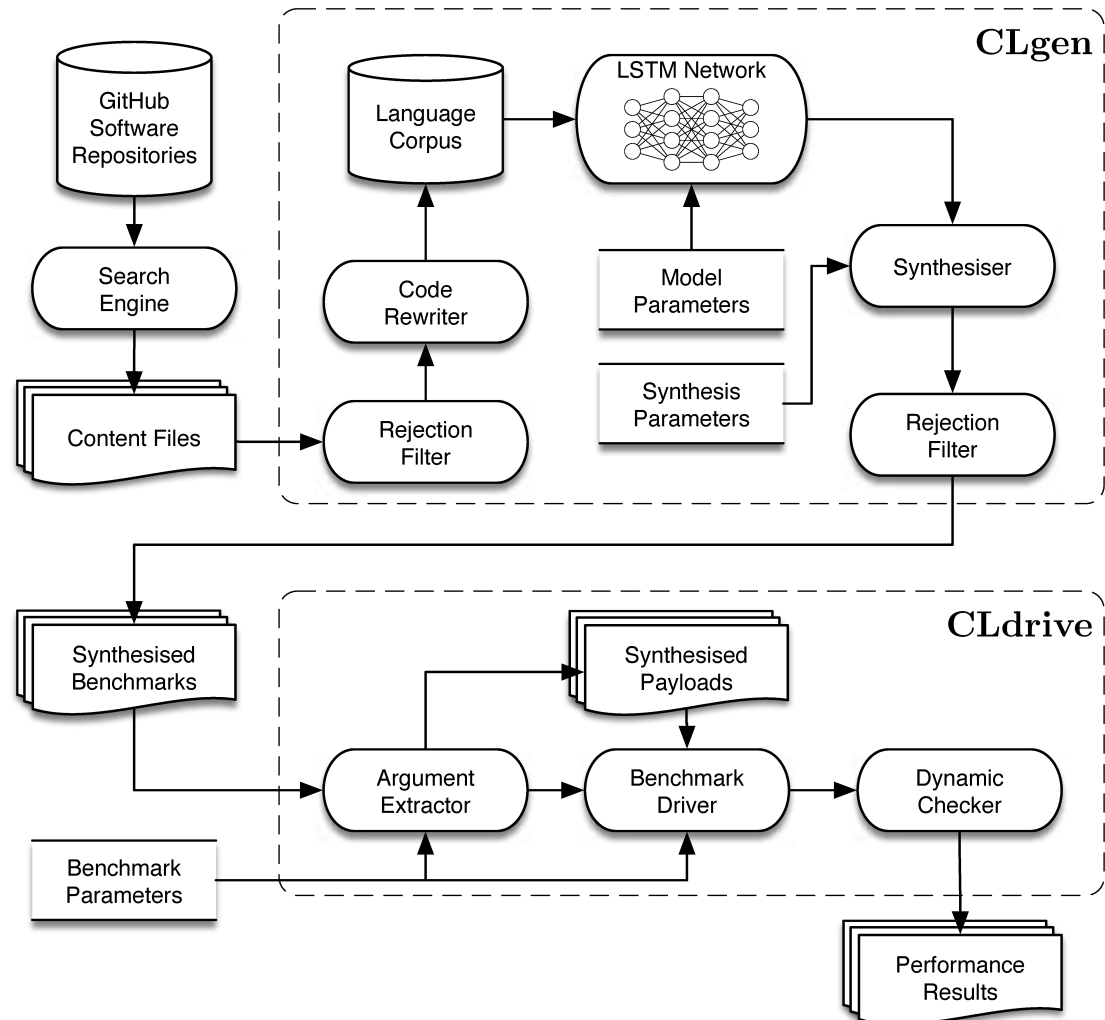 CLgen
GitHub
Software
Repositories
Language
Corpus
LSTM Network
Search
Engine
Code
Rewriter
Model
Parameters
Synthesiser
Content Files
Rejection
Filter
Synthesis
Parameters
Rejection
Filter
CLdrive
Synthesised
Benchmarks
Synthesised
Payloads
Argument
Extractor
Benchmark
Driver
Dynamic
Checker
Benchmark
Parameters
Performance
Results